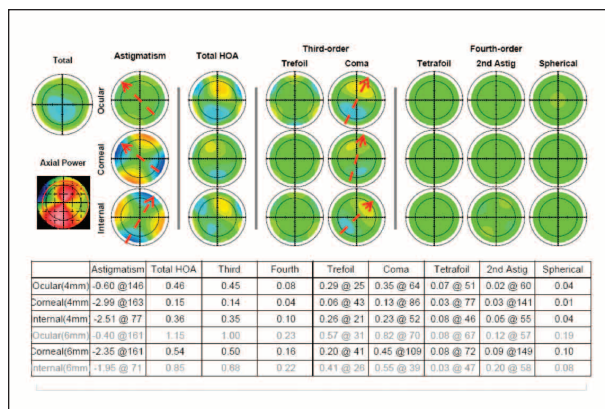 Third-order
Fourth-order
Total
Astigmatism
Total HOA
Trefoil
Coma
Tetrafoil
2nd Astig
Spherical
Ocular
Corneal
Axial Power
Internal
Astigmatism Total HOA Third Fourth Trefoil Coma Tetrafoil 2nd Astig Spherical
Ocular(4mm) -0.60 @146 0.46 0.45 0.08 0.29 @ 25 0.35 @ 64 0.07 @ 51 0.02 @ 60 0.04
Corneal(4mm) -2.99 @163 0.15 0.14 0.04 0.06 @ 43 0.13 @ 86 0.03 @ 77 0.03 @141 0.01
Internal(4mm) -2.51 @ 77 0.36 0.35 0.10 0.26 @ 21 0.23 @ 52 0.08 @ 46 0.05 @ 55 0.04
Ocular(6mm) -0.40 @161 1.15 1.00 0.23 0.57 @ 31 0.82 @ 70 0.06 @ 67 0.12 @ 57 0.19
Corneal(6mm) -2.35 @161 0.54 0.50 0.16 0.20 @ 41 0.45 @109 0.08 @ 72 0.09 @149 0.10
Internal(6mm) -1.95 @ 71 0.85 0.68 0.22 0.41 @ 26 0.55 @ 39 0.03 @ 47 0.20 @ 58 0.08